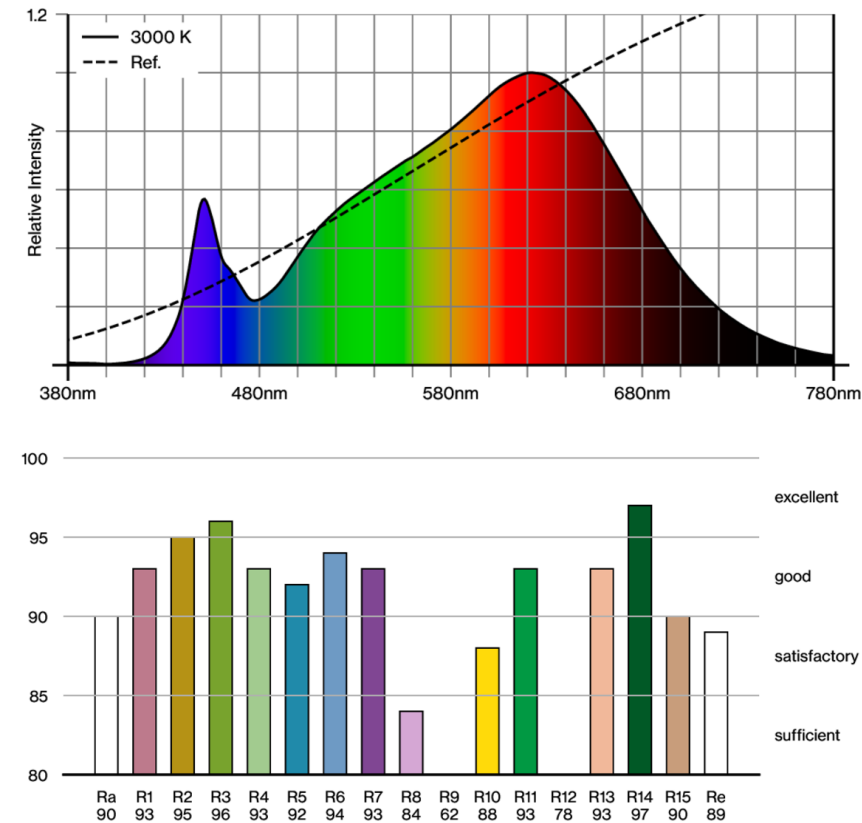 1.2
3000 K
Ref.
Relative Intensity
380nm 480nm 580nm 680nm 780nm
100
excellent
95
good
90
satisfactory
85
sufficient
80
Ra R1 R2 R3 R4 R5 R6 R7 R8 R9 R10 R11 R12 R13 R14 R15 Re
90 93 95 96 93 92 94 93 84 62 88 93 78 93 97 90 89